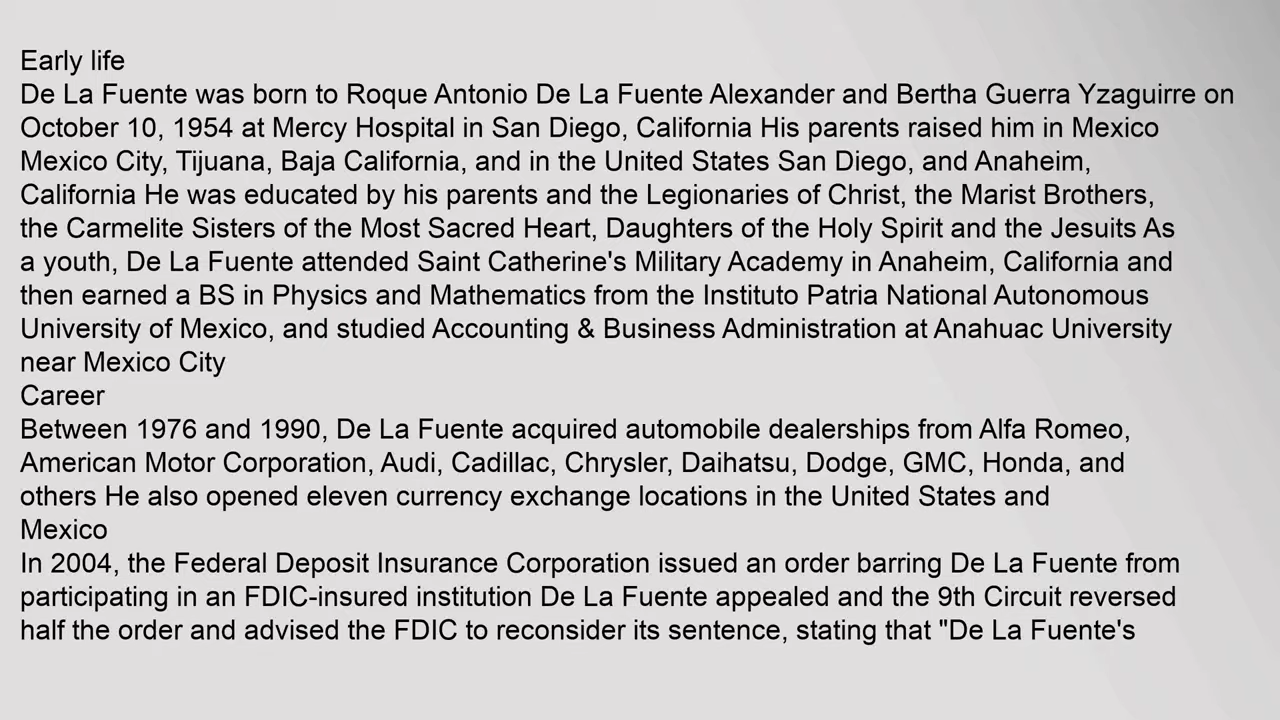 Early life
De La Fuente was born to Roque Antonio De La Fuente Alexander and Bertha Guerra Yzaguirre on
October 10, 1954 at Mercy Hospital in San Diego, California His parents raised him in Mexico
Mexico City, Tijuana, Baja California, and in the United States San Diego, and Anaheim,
California He was educated by his parents and the Legionaries of Christ, the Marist Brothers,
the Carmelite Sisters of the Most Sacred Heart, Daughters of the Holy Spirit and the Jesuits As
a youth, De La Fuente attended Saint Catherine's Military Academy in Anaheim, California and
then earned a BS in Physics and Mathematics from the Instituto Patria National Autonomous
University of Mexico, and studied Accounting & Business Administration at Anahuac University
near Mexico City
Career
Between 1976 and 1990, De La Fuente acquired automobile dealerships from Alfa Romeo,
American Motor Corporation, Audi, Cadillac, Chrysler, Daihatsu, Dodge, GMC, Honda, and
others He also opened eleven currency exchange locations in the United States and
Mexico
In 2004, the Federal Deposit Insurance Corporation issued an order barring De La Fuente from
participating in an FDIC-insured institution De La Fuente appealed and the 9th Circuit reversed
half the order and advised the FDIC to reconsider its sentence, stating that "De La Fuente's